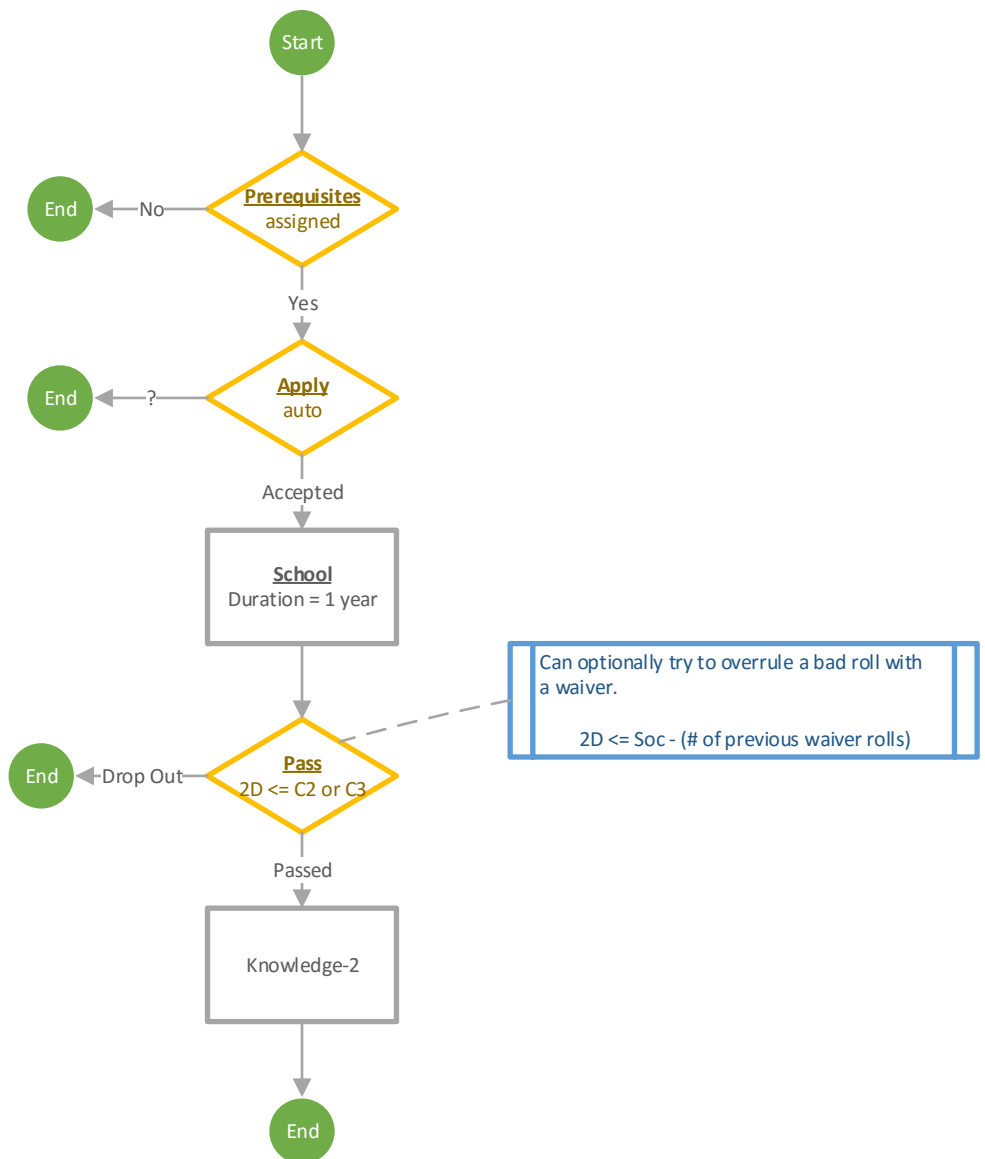 Start
Prerequisites
assigned
No
End
Yes
Apply
auto
?
End
Accepted
School
Duration = 1 year
Can optionally try to overrule a bad roll with
a waiver.
2D <= Soc - (# of previous waiver rolls)
Pass
2D <= C2 or C3
Drop Out
End
Passed
Knowledge-2
End